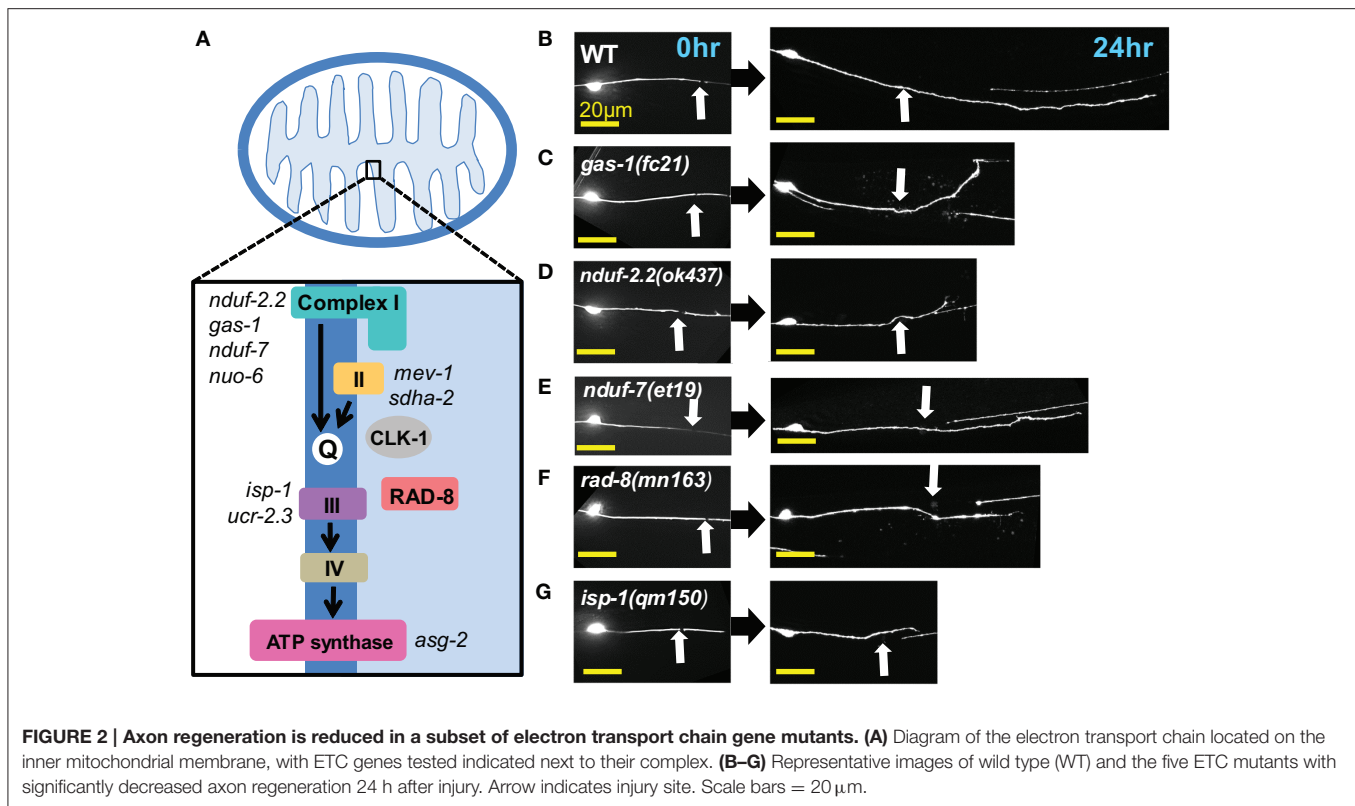 A
nduf-2.2
gas-1
nduf-7
nuo-6
Complex I
II
mev-1
sdha-2
Q
CLK-1
isp-1
ucr-2.3
III
RAD-8
IV
ATP synthase
asg-2
B
WT
0hr
20µm
24hr
C
gas-1(fc21)
D
nduf-2.2(ok437)
E
nduf-7(et19)
F
rad-8(mn163)
G
isp-1(qm150)
FIGURE 2 | Axon regeneration is reduced in a subset of electron transport chain gene mutants. (A) Diagram of the electron transport chain located on the
inner mitochondrial membrane, with ETC genes tested indicated next to their complex. (B–G) Representative images of wild type (WT) and the five ETC mutants with
significantly decreased axon regeneration 24 h after injury. Arrow indicates injury site. Scale bars = 20 µm.